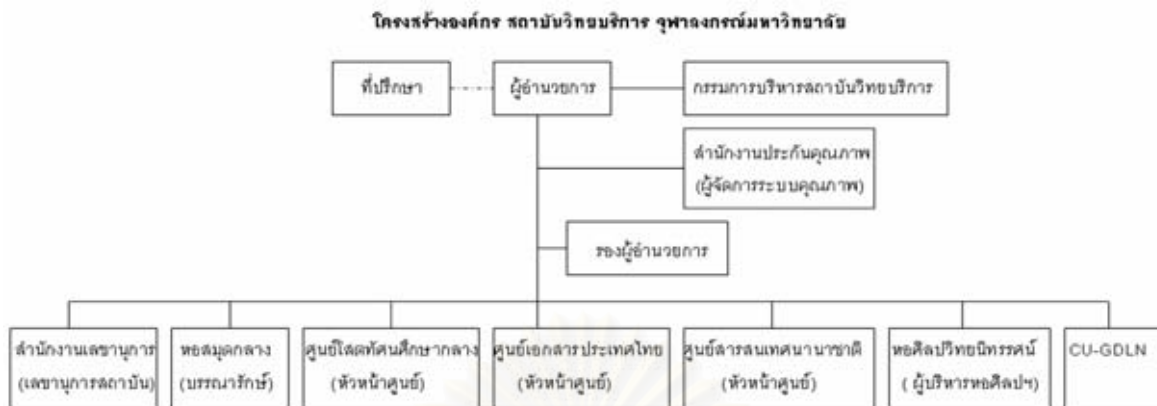 โครงสร้างองค์กร สถาบันวิทยบริการ จุฬาลงกรณ์มหาวิทยาลัย
ที่ปรึกษา
ผู้อำนวยการ
กรรมการบริหารสถาบันวิทยบริการ
สำนักงานประกันคุณภาพ
(ผู้จัดการระบบคุณภาพ)
รองผู้อำนวยการ
สำนักงานเลขานุการ
(เลขานุการสถาบัน)
หอสมุดกลาง
(บรรณารักษ์)
ศูนย์โสตทัศนศึกษากลาง
(หัวหน้าศูนย์)
ศูนย์เอกสารประเทศไทย
(หัวหน้าศูนย์)
ศูนย์สารสนเทศนานาชาติ
(หัวหน้าศูนย์)
หอศิลปวิทยนิทรรศน์
( ผู้บริหารหอศิลปฯ)
CU-GDLN